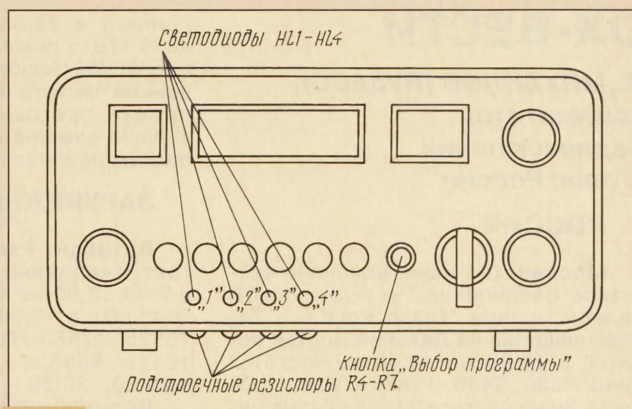 Светодиоды HL1-HL4
„1” „2” „3” „4”
Кнопка „Выбор программы”
Подстроечные резисторы R4-R7